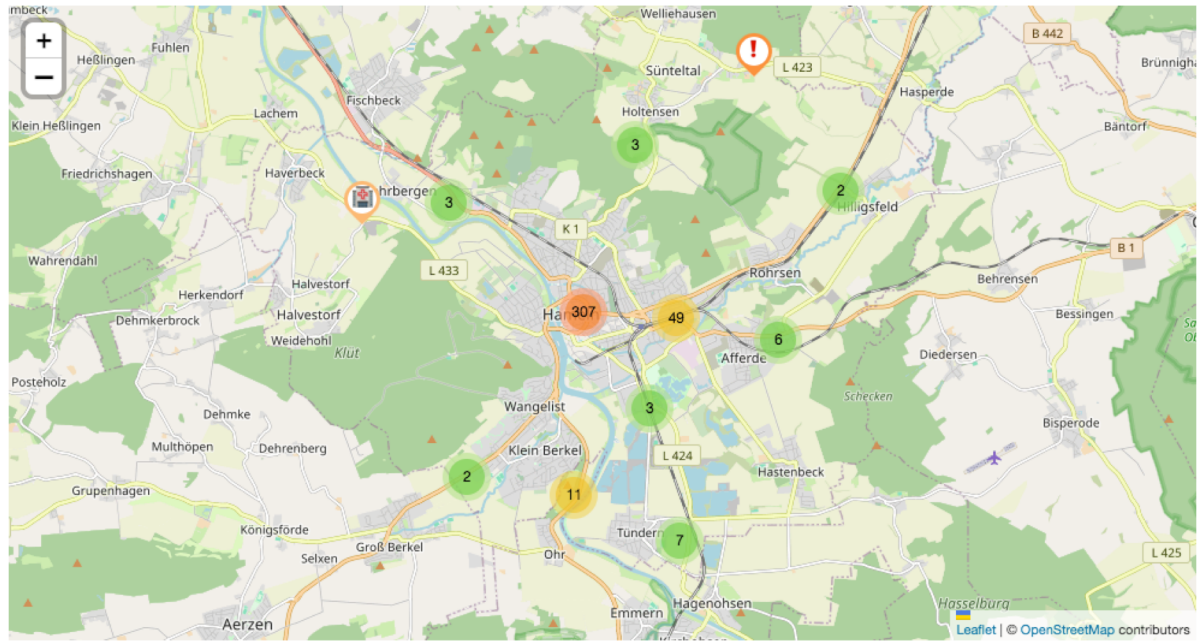 Welliehausen
+
−
Heßlingen
Fuhlen
!
L 423
B 442
Sünteltal
Hasperde
Fischbeck
Lachem
Holtensen
Klein Heßlingen
Bäntorf
3
Friedrichshagen
Haverbeck
hrbergen
3
2
Hilligsfeld
K 1
B 1
Wahrendahl
L 433
Rohrsen
Behrensen
Herkendorf
Halvestorf
Dehmkerbrock
Halvestorf
307
49
Bessingen
Weidehohl
Klüt
6
Afferde
Diedersen
Posteholz
Schecken
Wangelist
3
Dehmke
Bisperode
Multhöpen
Dehrenberg
Klein Berkel
L 424
2
Hastenbeck
Grupenhagen
11
Königsförde
Tündern
7
Groß Berkel
Selxen
Ohr
L 425
Emmern
Hagenohsen
Hasselburg
Aerzen
Leaflet | © OpenStreetMap contributors